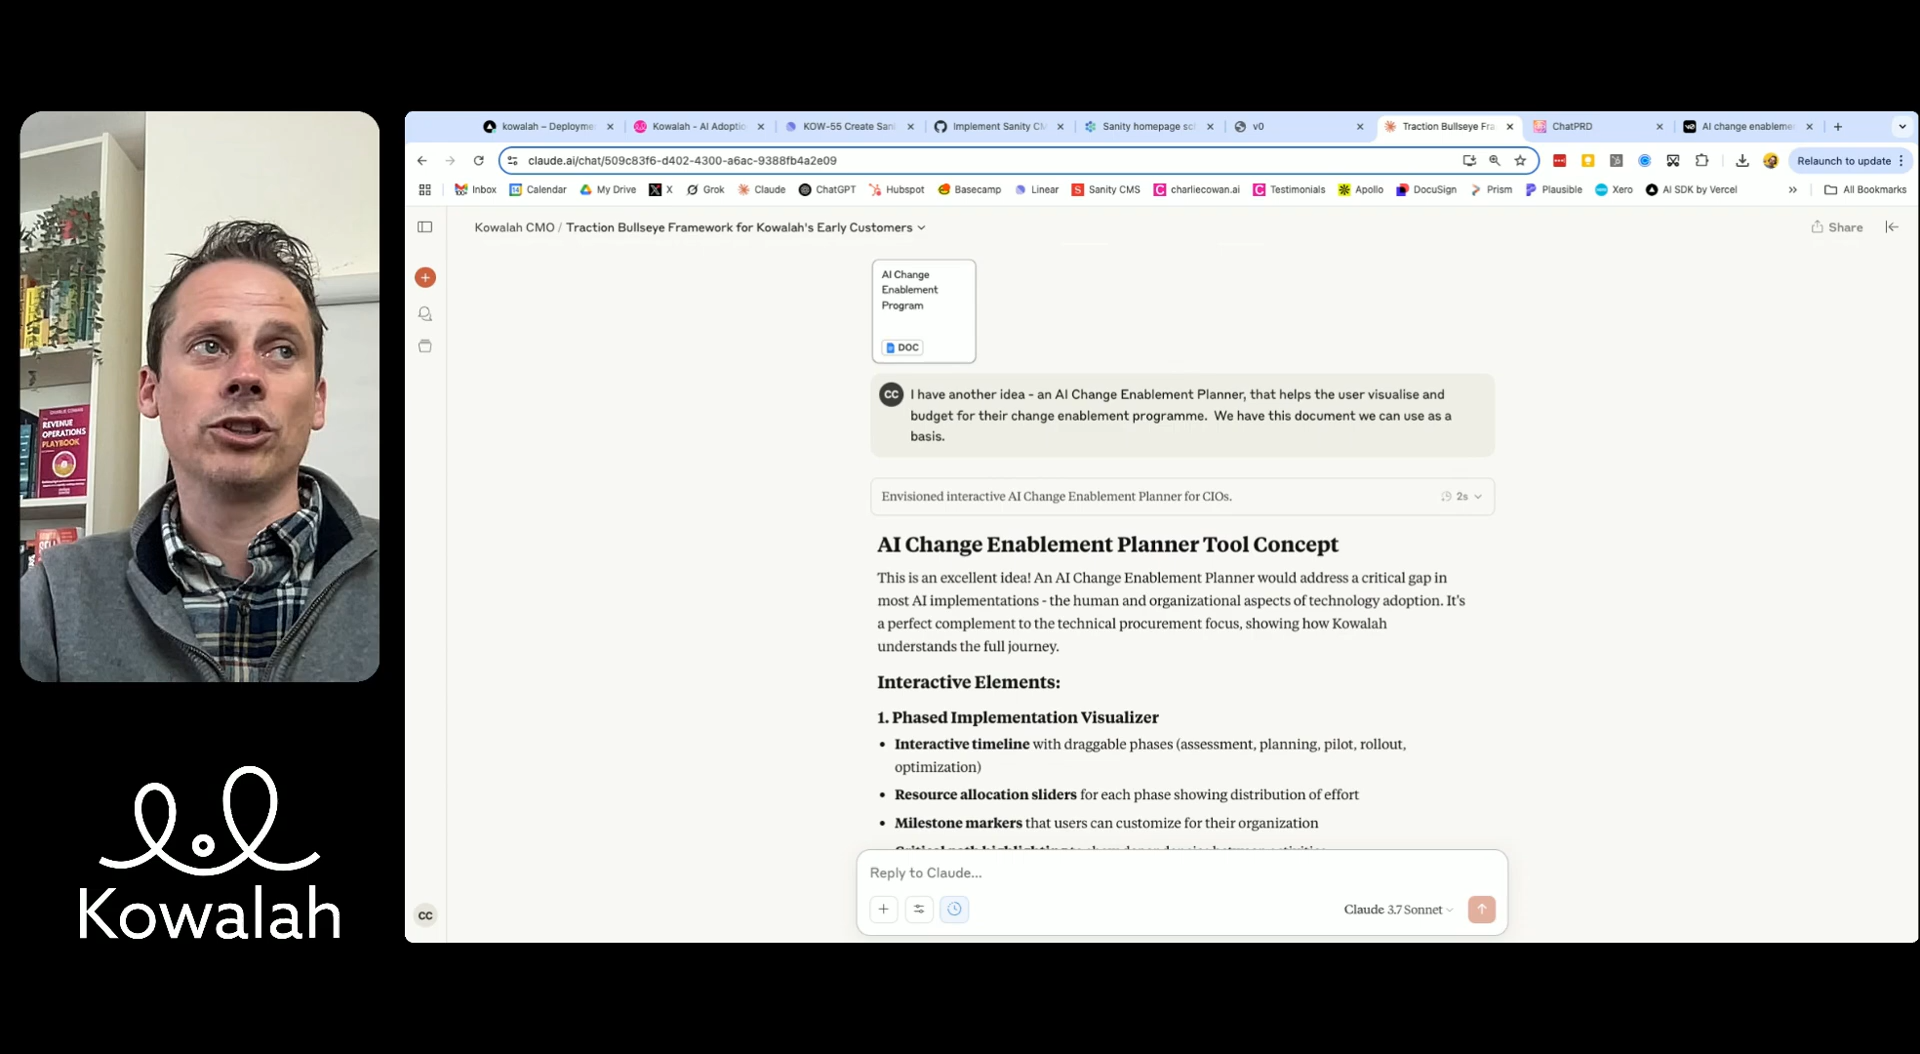 kowalah – Deployme
Kowalah - AI Adoptio
KOW-55 Create San
Implement Sanity C
Sanity homepage sc
v0
Traction Bullseye Fra
ChatPRD
AI change enableme
claude.ai/chat/509c83f6-d402-4300-a6ac-9388fb4a2e09
Relaunch to update
Inbox
Calendar
My Drive
X
Grok
Claude
ChatGPT
Hubspot
Basecamp
Linear
Sanity CMS
charliecowan.ai
Testimonials
Apollo
DocuSign
Prism
Plausible
Xero
AI SDK by Vercel
All Bookmarks
Kowalah CMO / Traction Bullseye Framework for Kowalah's Early Customers
Share
AI Change
Enablement
Program
DOC
CC
I have another idea - an AI Change Enablement Planner, that helps the user visualise and
budget for their change enablement programme. We have this document we can use as a
basis.
Envisioned interactive AI Change Enablement Planner for CIOs.
2s
AI Change Enablement Planner Tool Concept
This is an excellent idea! An AI Change Enablement Planner would address a critical gap in
most AI implementations - the human and organizational aspects of technology adoption. It's
a perfect complement to the technical procurement focus, showing how Kowalah
understands the full journey.
Interactive Elements:
1. Phased Implementation Visualizer
• Interactive timeline with draggable phases (assessment, planning, pilot, rollout,
optimization)
• Resource allocation sliders for each phase showing distribution of effort
• Milestone markers that users can customize for their organization
Reply to Claude...
Claude 3.7 Sonnet
CC
REVENUE
OPERATIONS
PLAYBOOK
Kowalah